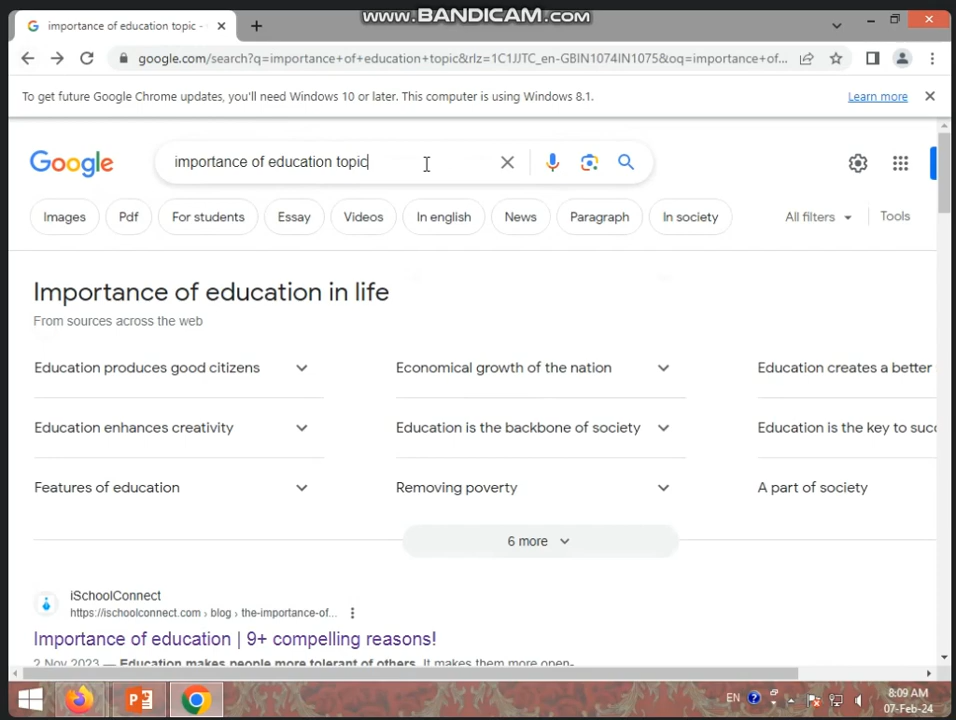 www.BANDICAM.com
importance of education topic -
google.com/search?q=importance+of+education+topic&rlz=1C1JJTC_en-GBIN1074IN1075&oq=importance+of...
To get future Google Chrome updates, you'll need Windows 10 or later. This computer is using Windows 8.1.
Learn more
Google
importance of education topic
Images
Pdf
For students
Essay
Videos
In english
News
Paragraph
In society
All filters
Tools
Importance of education in life
From sources across the web
Education produces good citizens
Economical growth of the nation
Education creates a better
Education enhances creativity
Education is the backbone of society
Education is the key to succ
Features of education
Removing poverty
A part of society
6 more
iSchoolConnect
https://ischoolconnect.com › blog › the-importance-of...
Importance of education | 9+ compelling reasons!
2 Nov 2023 — Education makes people more tolerant of others. It makes them more open-
EN
8:09 AM
07-Feb-24